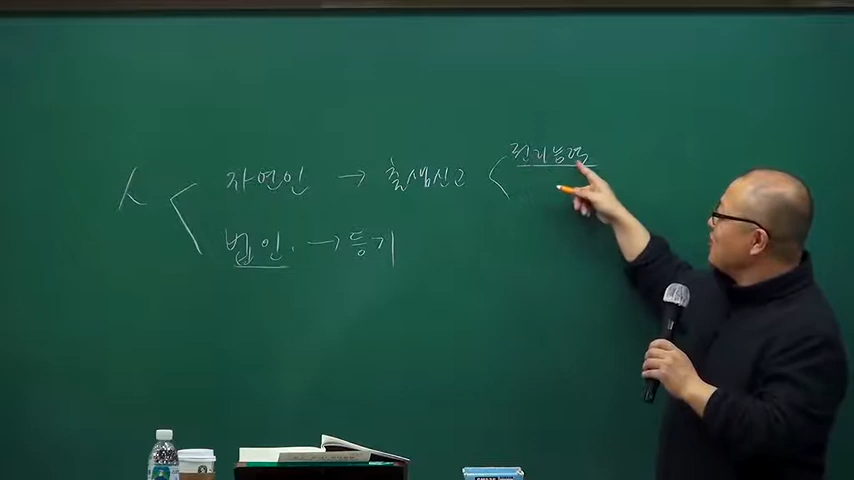 人 자연인 → 출생신고 권리능력
법인. → 등기